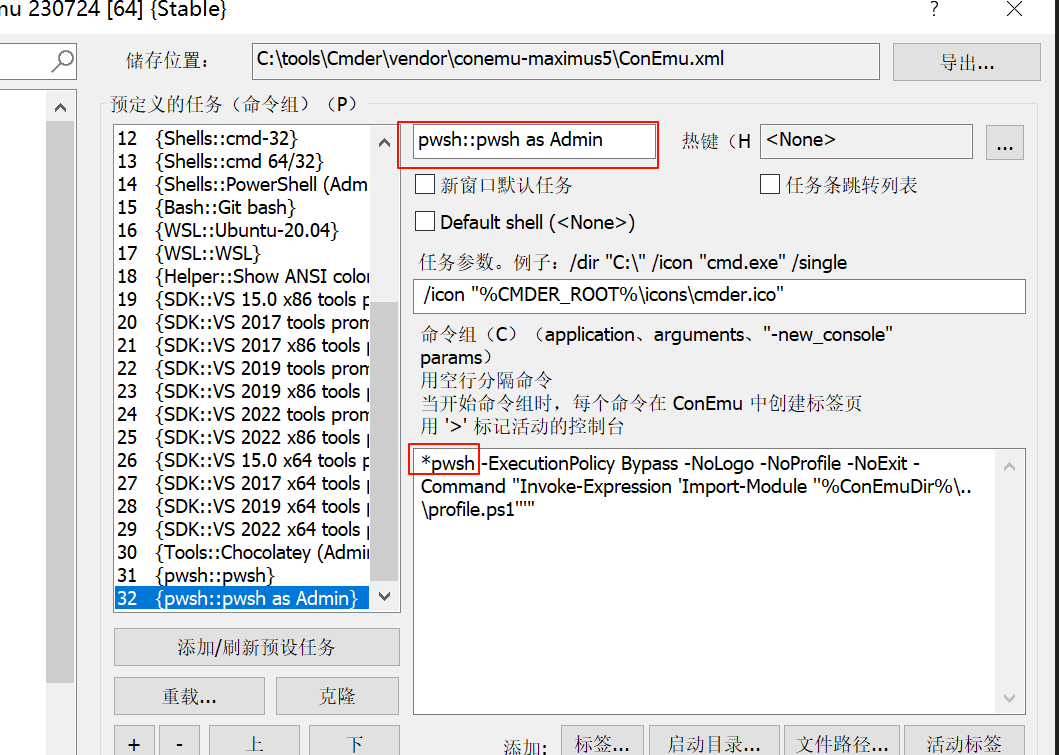 nu 230724 [64] {Stable}
?
储存位置：
C:\tools\Cmder\vendor\conemu-maximus5\ConEmu.xml
导出...
预定义的任务（命令组）（P）
12 {Shells::cmd-32}
13 {Shells::cmd 64/32}
14 {Shells::PowerShell (Adm
15 {Bash::Git bash}
16 {WSL::Ubuntu-20.04}
17 {WSL::WSL}
18 {Helper::Show ANSI color
19 {SDK::VS 15.0 x86 tools p
20 {SDK::VS 2017 tools prom
21 {SDK::VS 2017 x86 tools p
22 {SDK::VS 2019 tools prom
23 {SDK::VS 2019 x86 tools p
24 {SDK::VS 2022 tools prom
25 {SDK::VS 2022 x86 tools p
26 {SDK::VS 15.0 x64 tools p
27 {SDK::VS 2017 x64 tools p
28 {SDK::VS 2019 x64 tools p
29 {SDK::VS 2022 x64 tools p
30 {Tools::Chocolatey (Admi
31 {pwsh::pwsh}
32 {pwsh::pwsh as Admin}
添加/刷新预设任务
重载...
克隆
+
-
上
下
pwsh::pwsh as Admin
热键（H
<None>
...
新窗口默认任务
任务条跳转列表
Default shell (<None>)
任务参数。例子：/dir "C:\" /icon "cmd.exe" /single
/icon "%CMDER_ROOT%\icons\cmder.ico"
命令组（C）（application、arguments、"-new_console"
params）
用空行分隔命令
当开始命令组时，每个命令在 ConEmu 中创建标签页
用 '>' 标记活动的控制台
*pwsh -ExecutionPolicy Bypass -NoLogo -NoProfile -NoExit -
Command "Invoke-Expression 'Import-Module ''%ConEmuDir%\..
\profile.ps1'''"
添加:
标签...
启动目录...
文件路径...
活动标签